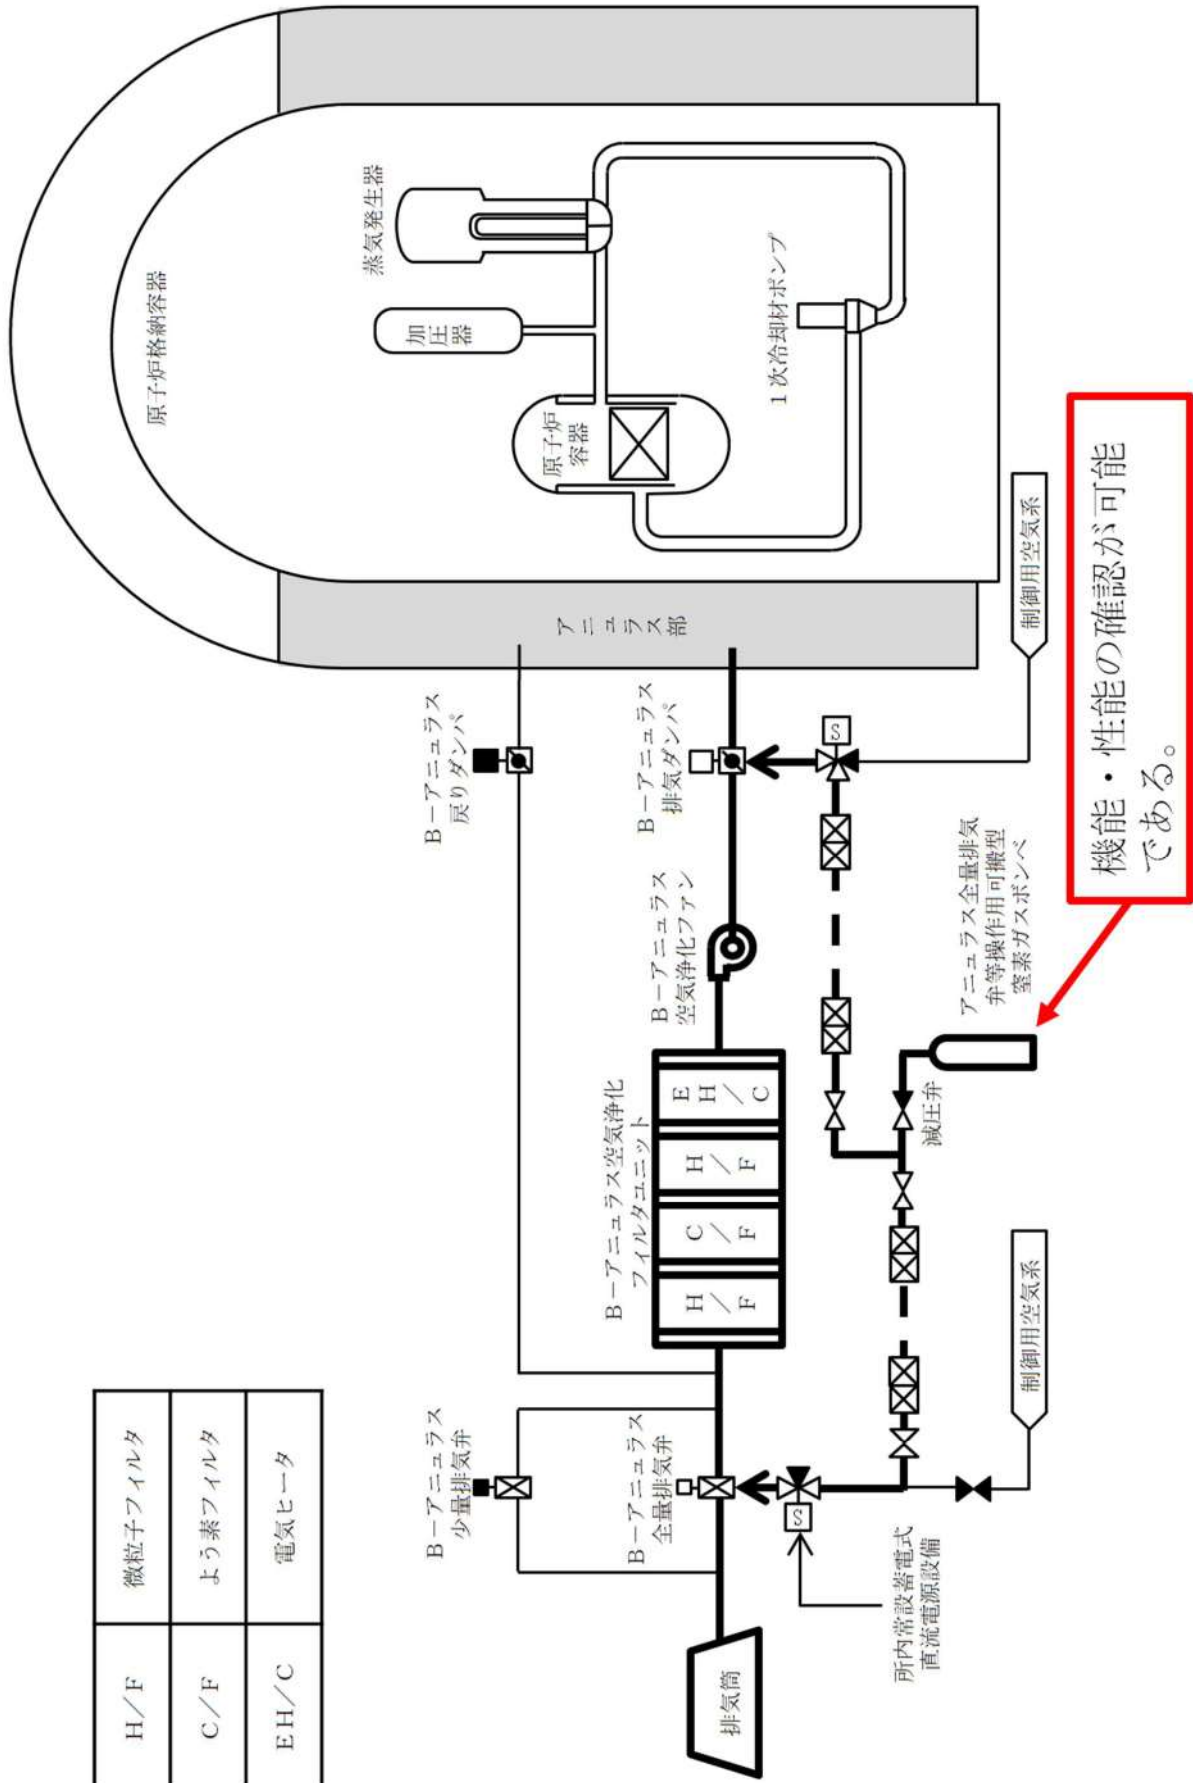 原子炉格納容器
蒸気発生器
加圧
器
原子炉
容器
1次冷却材ポンプ
アニュラス部
B－アニュラス
戻りダンパ
B－アニュラス
排気ダンパ
S
制御用空気系
B－アニュラス
空気浄化ファン
B－アニュラス空気浄化
フィルタユニット
H／F
C／F
H／F
EH／C
アニュラス全量排気
弁等操作用可搬型
窒素ガスボンベ
減圧弁
機能・性能の確認が可能
である。
B－アニュラス
少量排気弁
B－アニュラス
全量排気弁
S
制御用空気系
所内常設蓄電式
直流電源設備
排気筒
H／F 微粒子フィルタ
C／F よう素フィルタ
EH／C 電気ヒータ